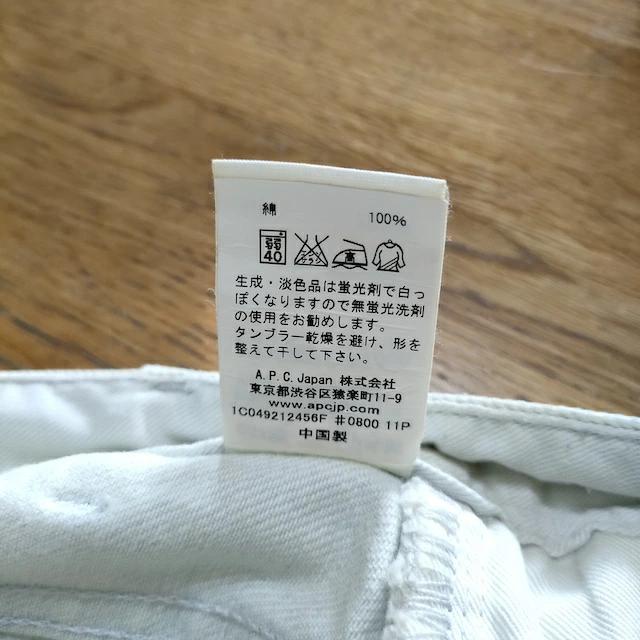 綿 100%
弱
40
高
生成・淡色品は蛍光剤で白っ
ぽくなりますので無蛍光洗剤
の使用をお勧めします。
タンブラー乾燥を避け、形を
整えて干して下さい。
A.P.C.Japan 株式会社
東京都渋谷区猿楽町11-9
www.apcjp.com
1C049212456F #0800 11P
中国製